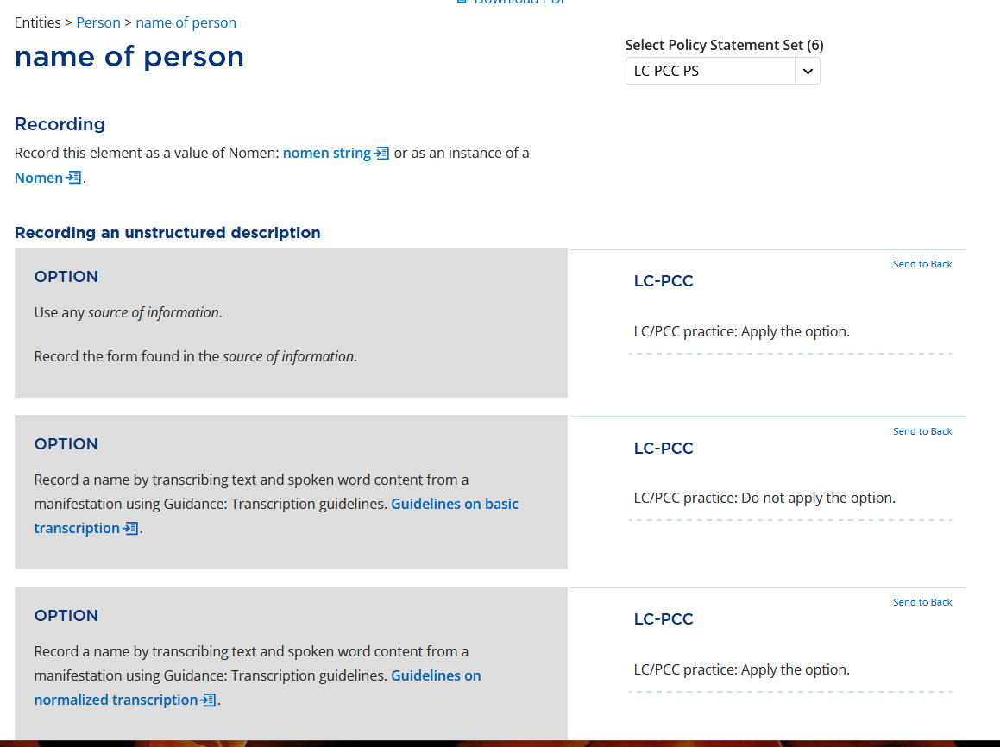 Download PDF
Entities > Person > name of person
name of person
Select Policy Statement Set (6)
LC-PCC PS
Recording
Record this element as a value of Nomen: nomen string or as an instance of a
Nomen .
Recording an unstructured description
OPTION
Use any source of information.
Record the form found in the source of information.
Send to Back
LC-PCC
LC/PCC practice: Apply the option.
OPTION
Record a name by transcribing text and spoken word content from a
manifestation using Guidance: Transcription guidelines. Guidelines on basic
transcription .
Send to Back
LC-PCC
LC/PCC practice: Do not apply the option.
OPTION
Record a name by transcribing text and spoken word content from a
manifestation using Guidance: Transcription guidelines. Guidelines on
normalized transcription .
Send to Back
LC-PCC
LC/PCC practice: Apply the option.